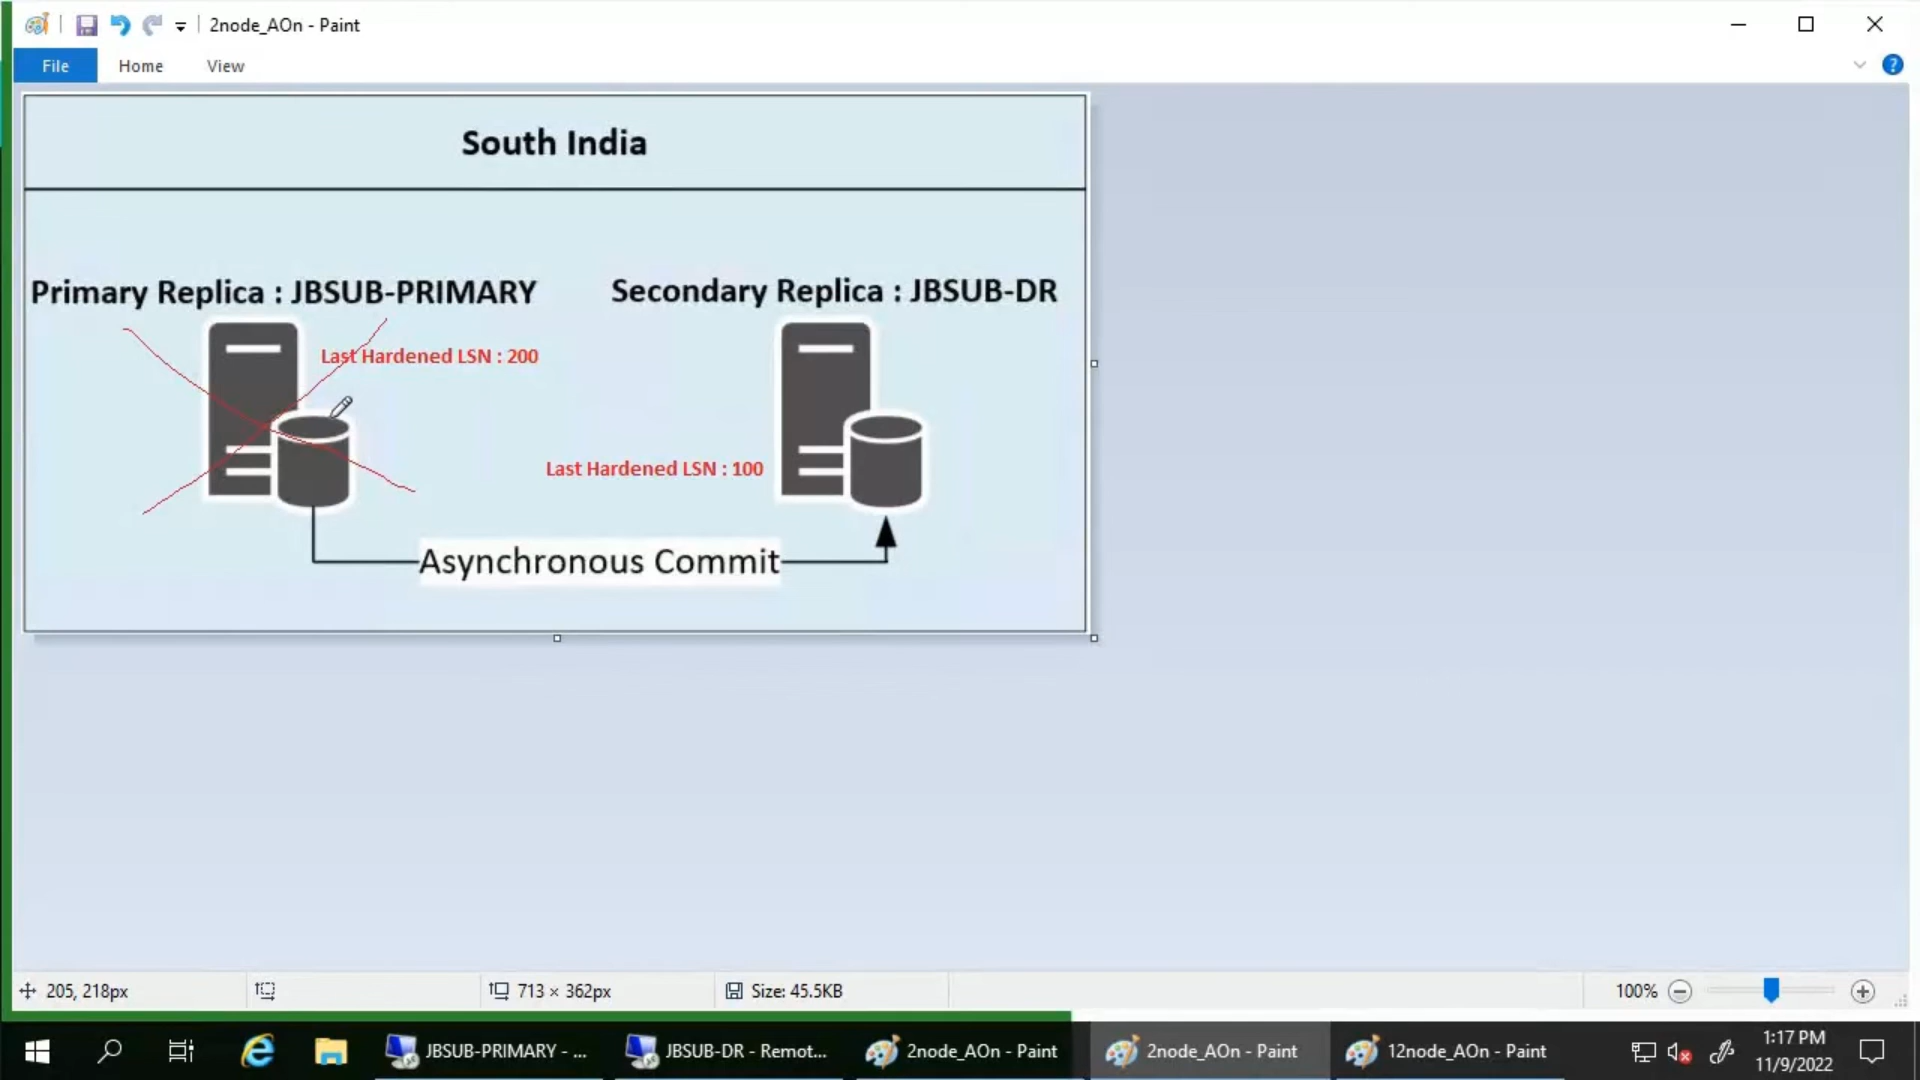 2node_AOn - Paint
File Home View
South India
Primary Replica : JBSUB-PRIMARY
Secondary Replica : JBSUB-DR
Last Hardened LSN : 200
Last Hardened LSN : 100
Asynchronous Commit
205, 218px
713 × 362px
Size: 45.5KB
100%
JBSUB-PRIMARY - ...
JBSUB-DR - Remot...
2node_AOn - Paint
2node_AOn - Paint
12node_AOn - Paint
1:17 PM
11/9/2022